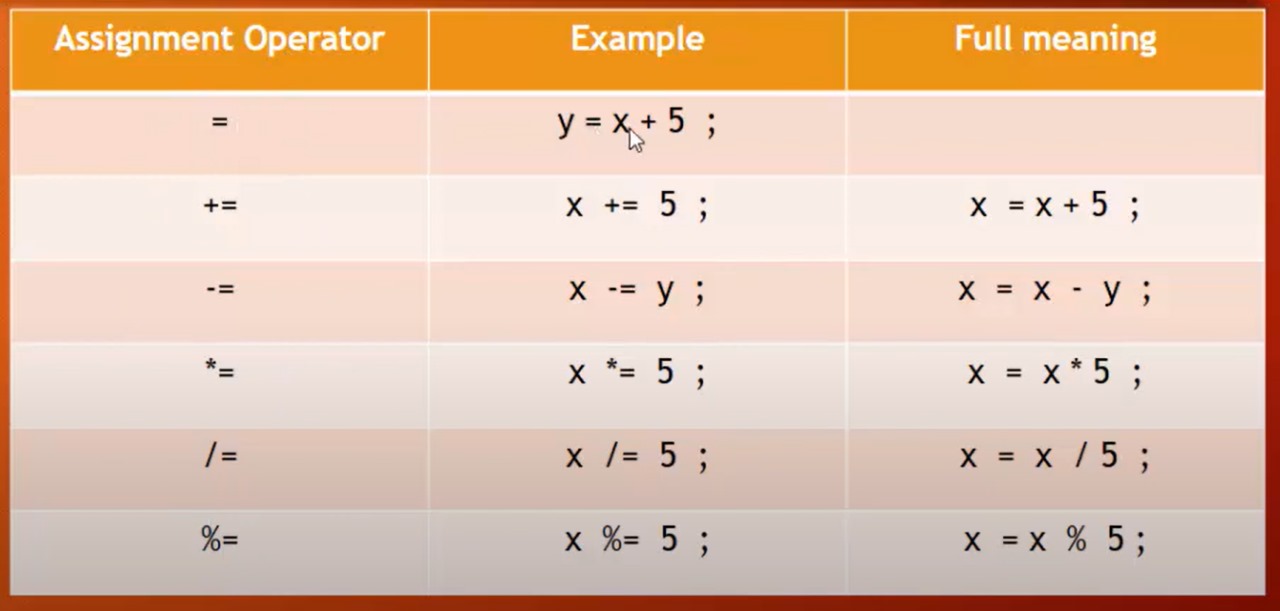 Assignment Operator Example Full meaning
= y = x + 5 ;
+= x += 5 ; x = x + 5 ;
-= x -= y ; x = x - y ;
*= x *= 5 ; x = x * 5 ;
/= x /= 5 ; x = x / 5 ;
%= x %= 5 ; x = x % 5 ;